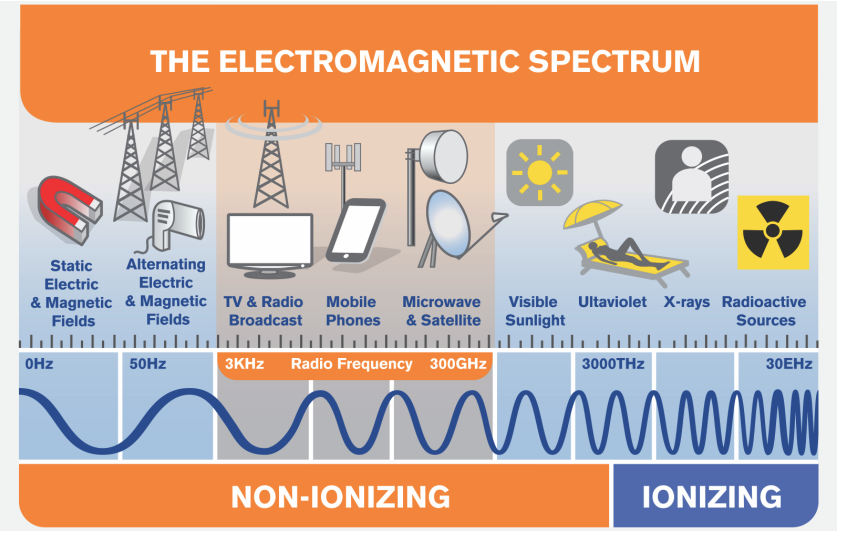 THE ELECTROMAGNETIC SPECTRUM
Static
Electric
& Magnetic
Fields
Alternating
Electric
& Magnetic
Fields
TV & Radio
Broadcast
Mobile
Phones
Microwave
& Satellite
Visible
Sunlight
Ultaviolet
X-rays
Radioactive
Sources
0Hz
50Hz
3KHz
Radio Frequency
300GHz
3000THz
30EHz
NON-IONIZING
IONIZING